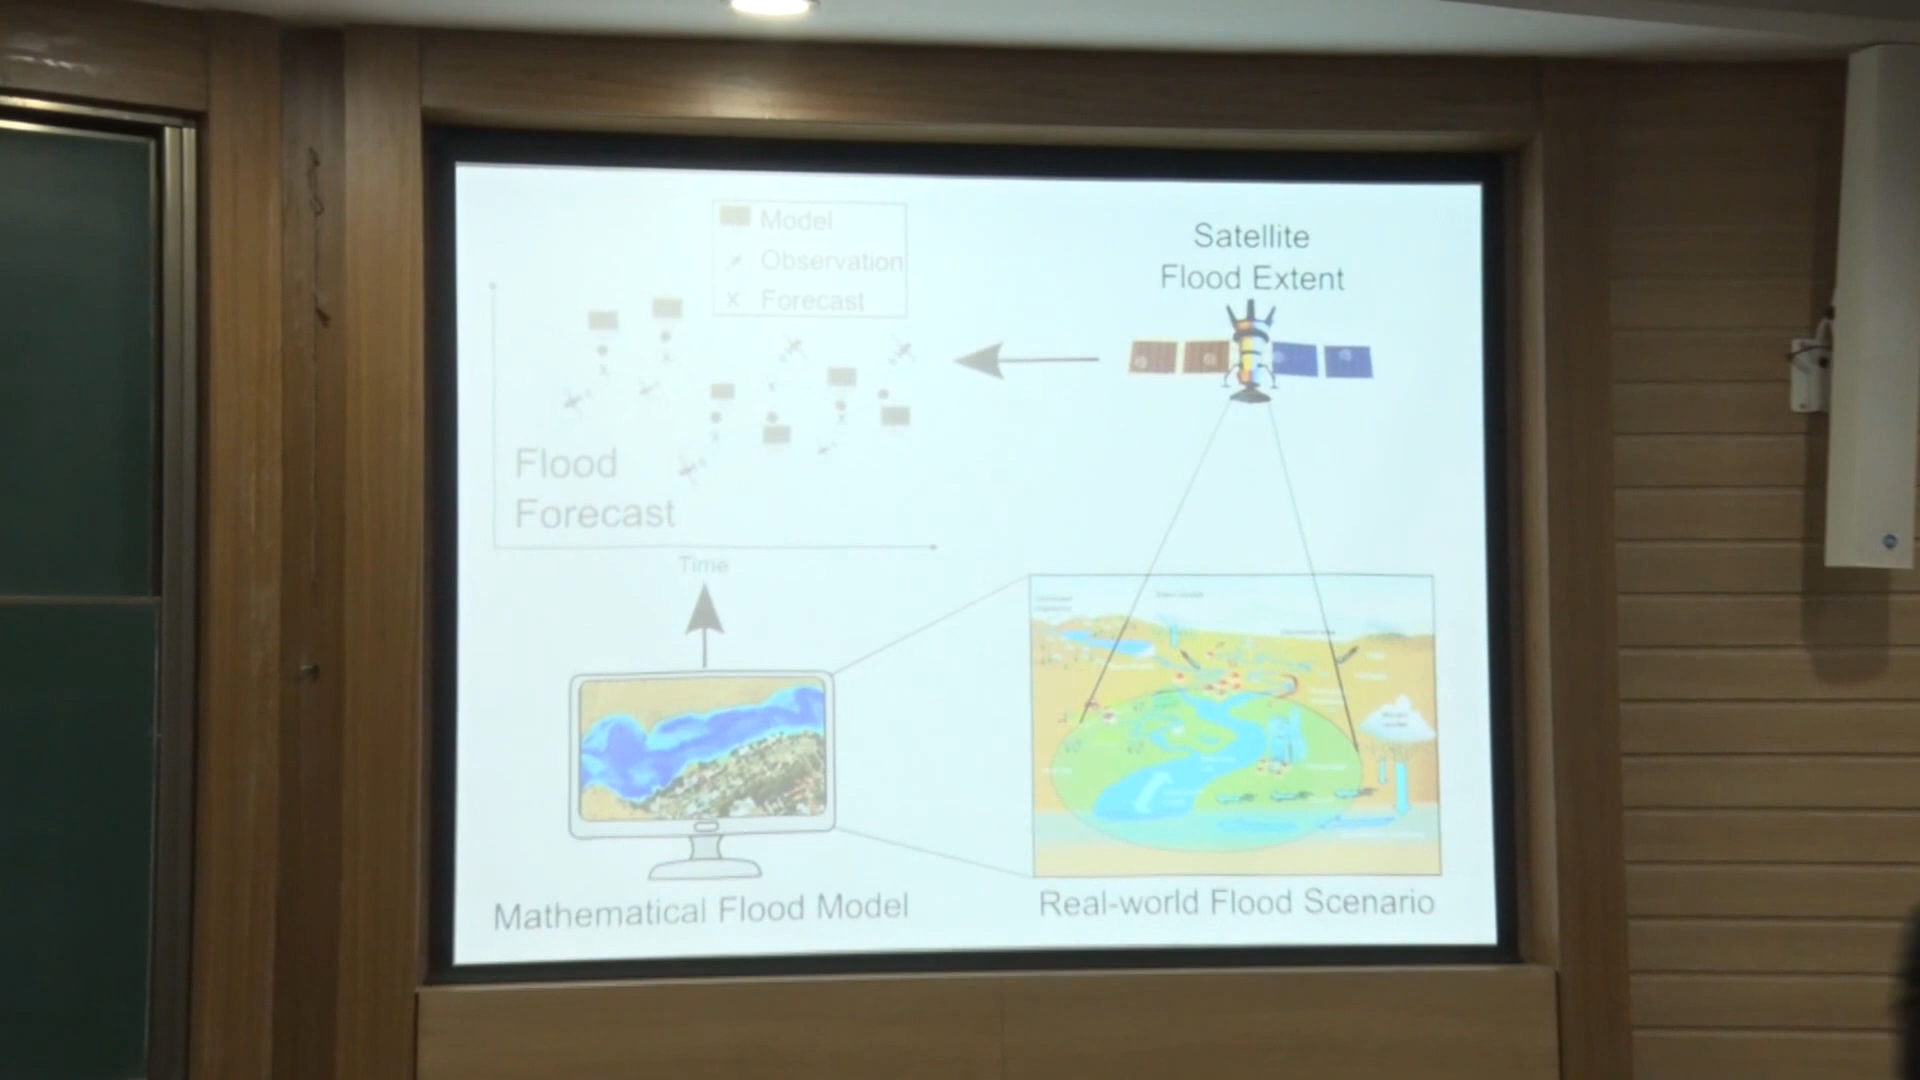 Model
Observation
Forecast
Satellite
Flood Extent
Flood
Forecast
Time
Mathematical Flood Model
Real-world Flood Scenario